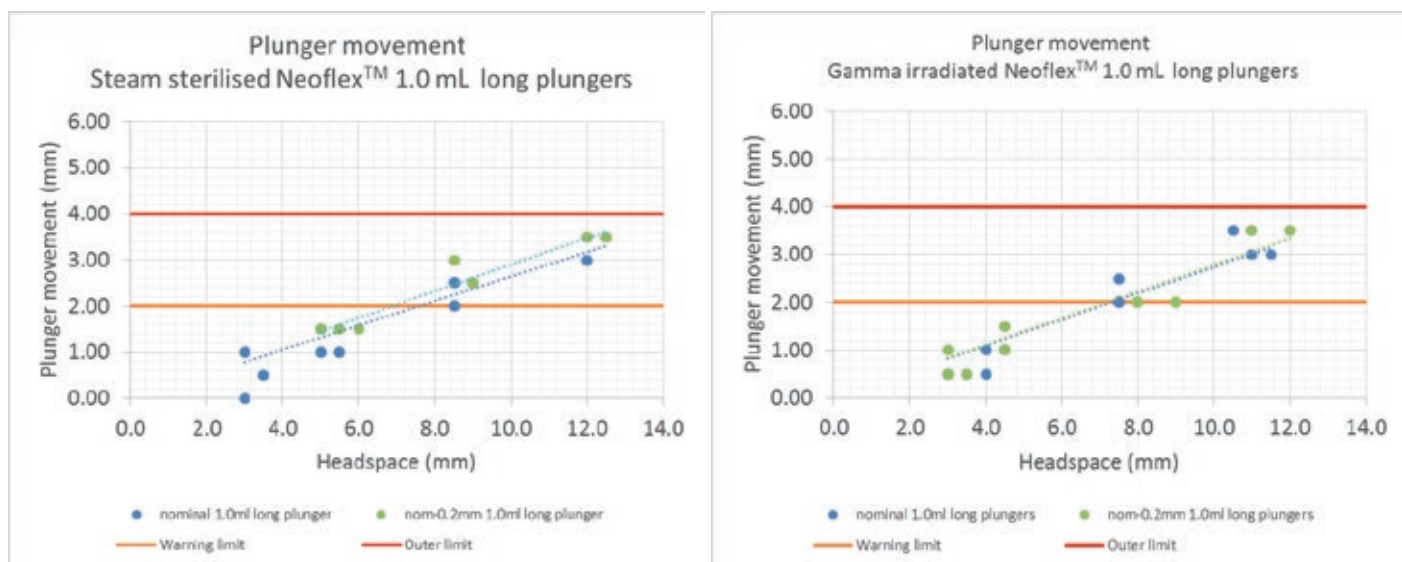 Plunger movement
Steam sterilised Neoflex™ 1.0 mL long plungers
6.00
5.00
4.00
3.00
2.00
1.00
0.00
Plunger movement (mm)
0.0 2.0 4.0 6.0 8.0 10.0 12.0 14.0
Headspace (mm)
nominal 1.0ml long plunger
nom-0.2mm 1.0ml long plunger
Warning limit
Outer limit
Plunger movement
Gamma irradiated Neoflex™ 1.0 mL long plungers
6.00
5.00
4.00
3.00
2.00
1.00
0.00
Plunger movement (mm)
0.0 2.0 4.0 6.0 8.0 10.0 12.0 14.0
Headspace (mm)
nominal 1.0ml long plungers
nom-0.2mm 1.0ml long plungers
Warning limit
Outer limit